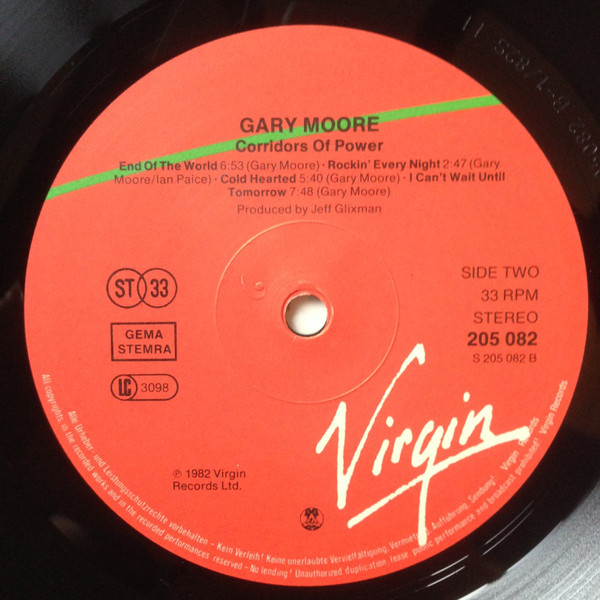 GARY MOORE
Corridors Of Power
End Of The World 6:53 (Gary Moore) · Rockin' Every Night 2:47 (Gary
Moore/Ian Paice) · Cold Hearted 5:40 (Gary Moore) · I Can't Wait Until
Tomorrow 7:48 (Gary Moore)
Produced by Jeff Glixman
ST 33
GEMA
STEMRA
LC 3098
SIDE TWO
33 RPM
STEREO
205 082
S 205 082 B
Virgin
℗ 1982 Virgin
Records Ltd.
Alle Urheber- und Leistungsschutzrechte vorbehalten – Kein Verleih! Keine unerlaubte Vervielfältigung, Vermietung, Aufführung, Sendung! Virgin Records
All copyrights in the recorded works and in the recorded performances reserved – No lending! Unauthorized duplication, lease, public performance and broadcast prohibited! Virgin Records